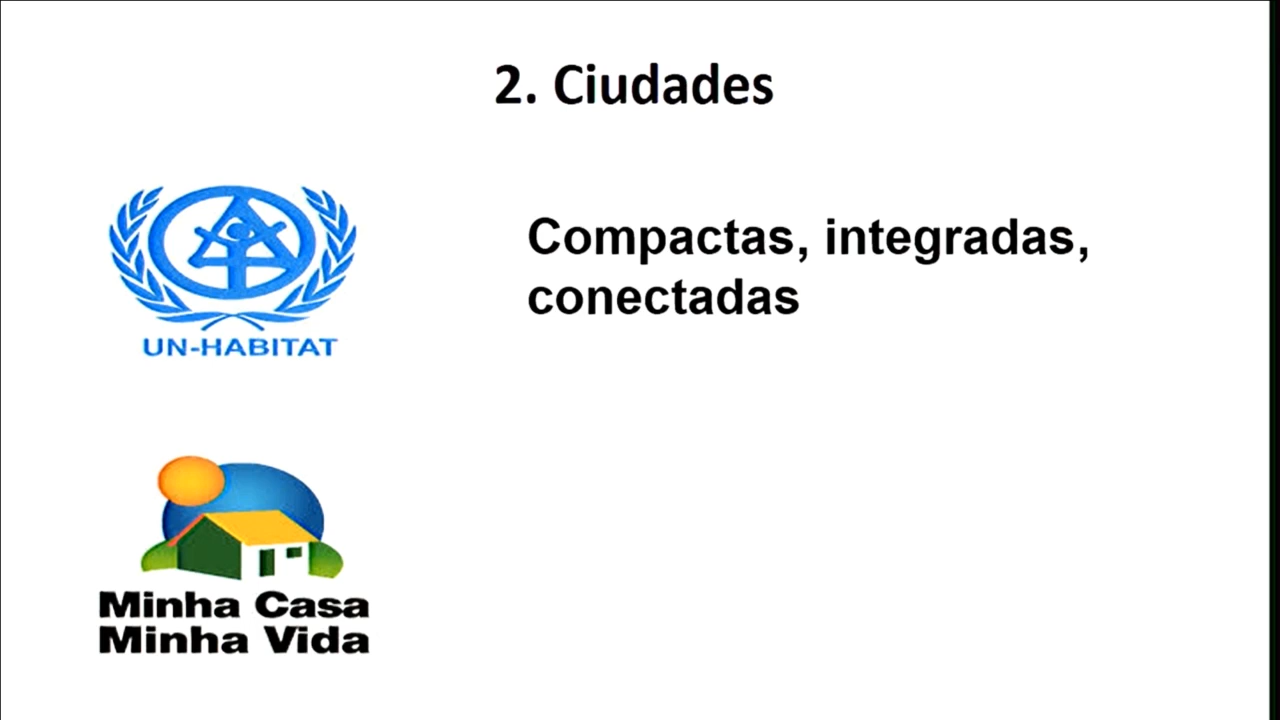 2. Ciudades
UN-HABITAT
Compactas, integradas,
conectadas
Minha Casa
Minha Vida